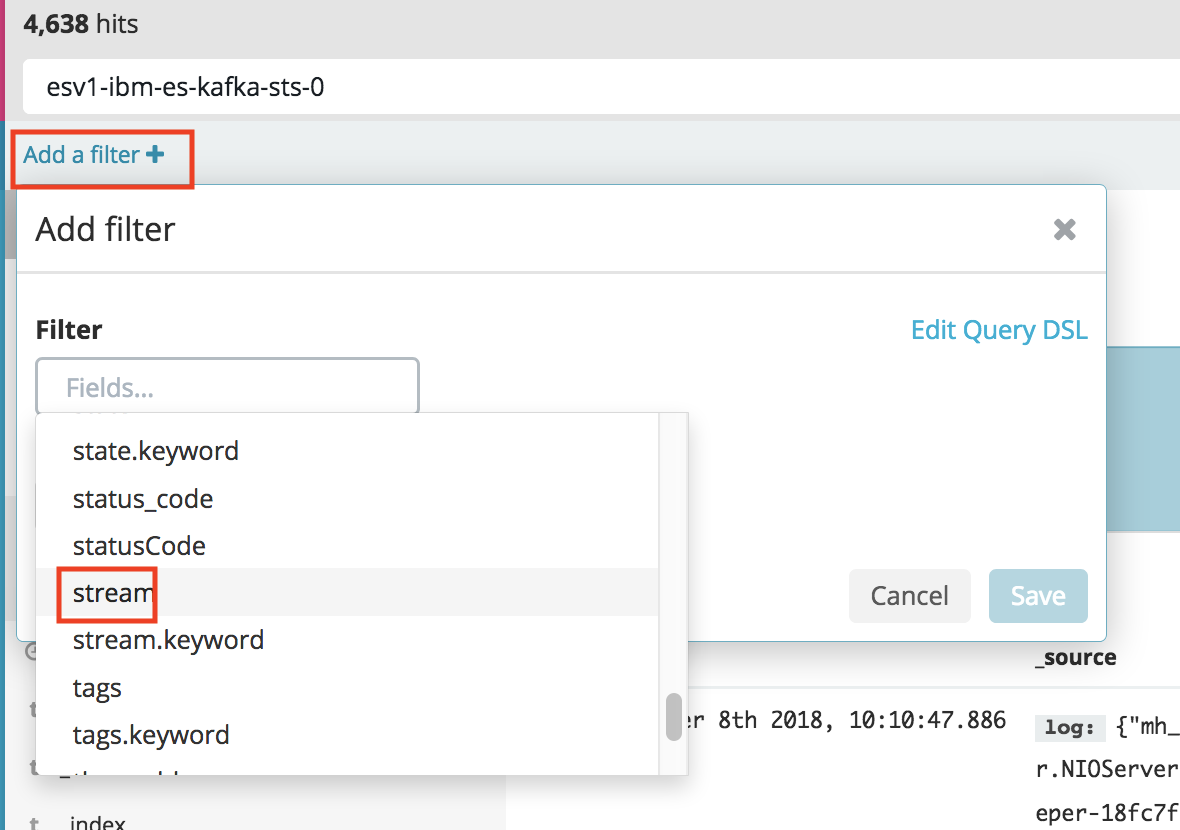 4,638 hits
esv1-ibm-es-kafka-sts-0
Add a filter +
Add filter
Filter
Edit Query DSL
Fields...
state.keyword
status_code
statusCode
stream
stream.keyword
tags
tags.keyword
Cancel
Save
_source
er 8th 2018, 10:10:47.886
log: {"mh_
r.NIOServer
eper-18fc7f
t
t
t index